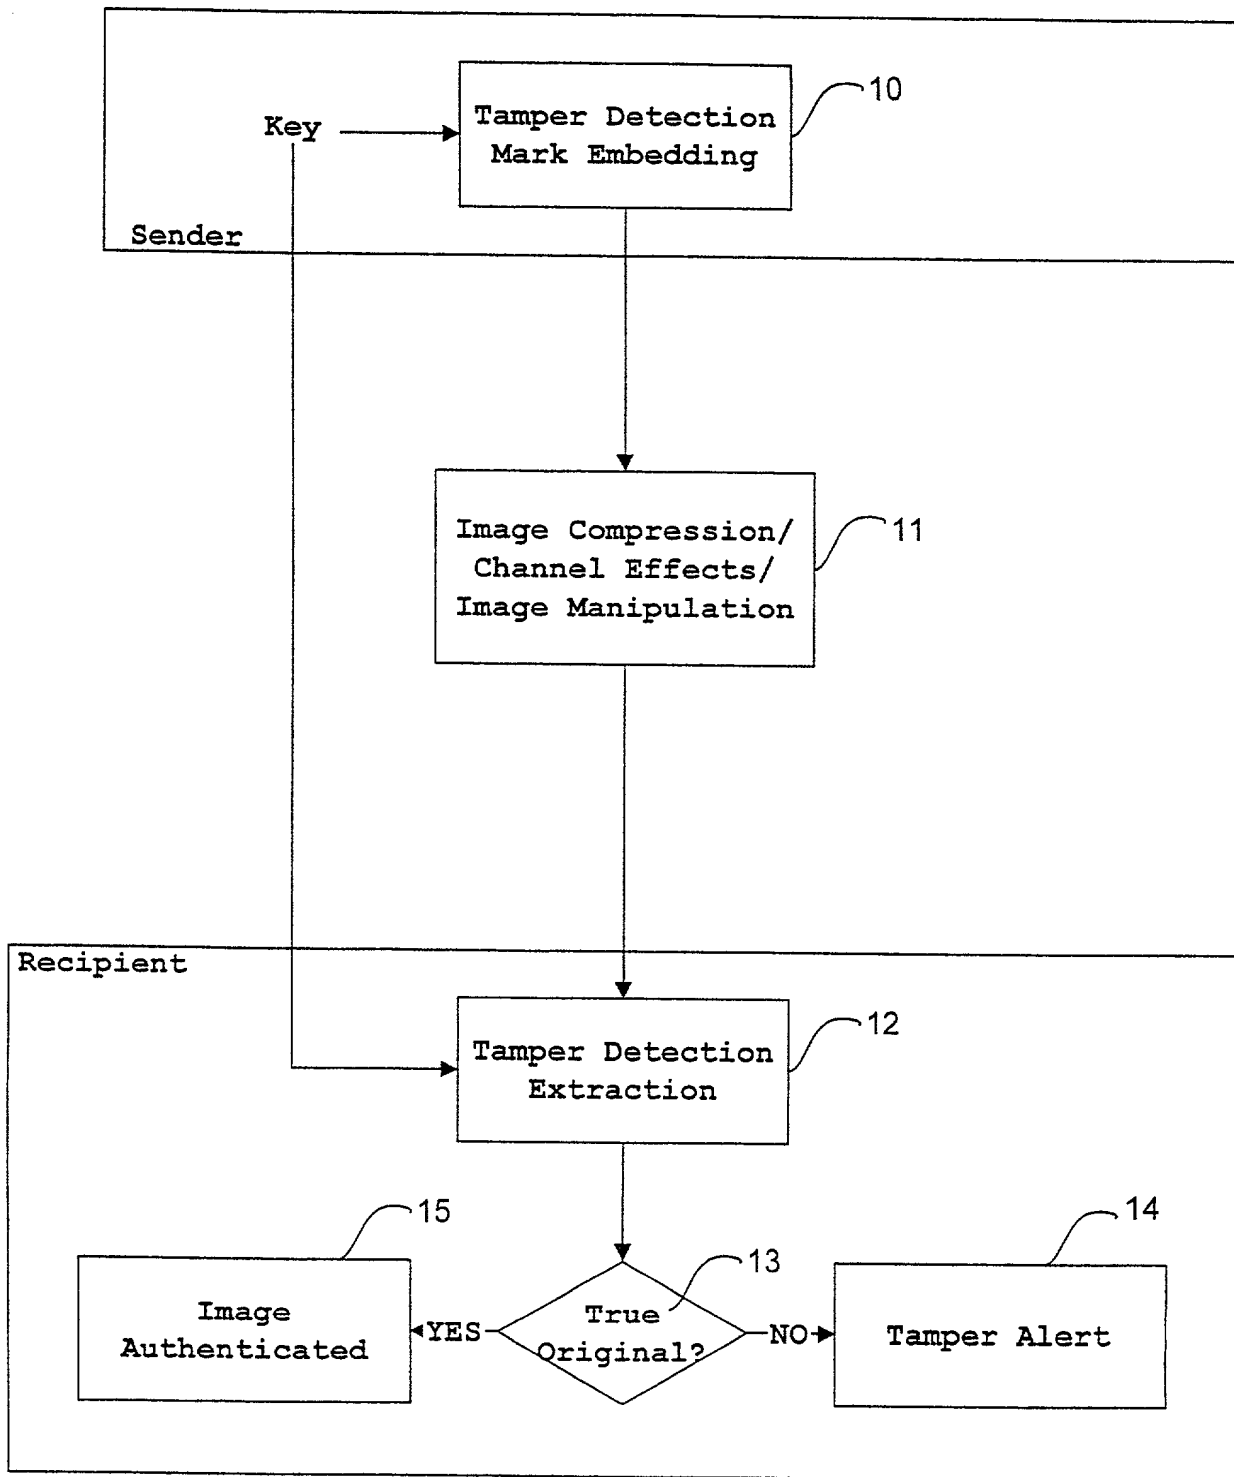 10
Tamper Detection
Mark Embedding
Key
Sender
11
Image Compression/
Channel Effects/
Image Manipulation
Recipient
12
Tamper Detection
Extraction
15
13
14
Image
Authenticated
YES
True
Original?
NO
Tamper Alert